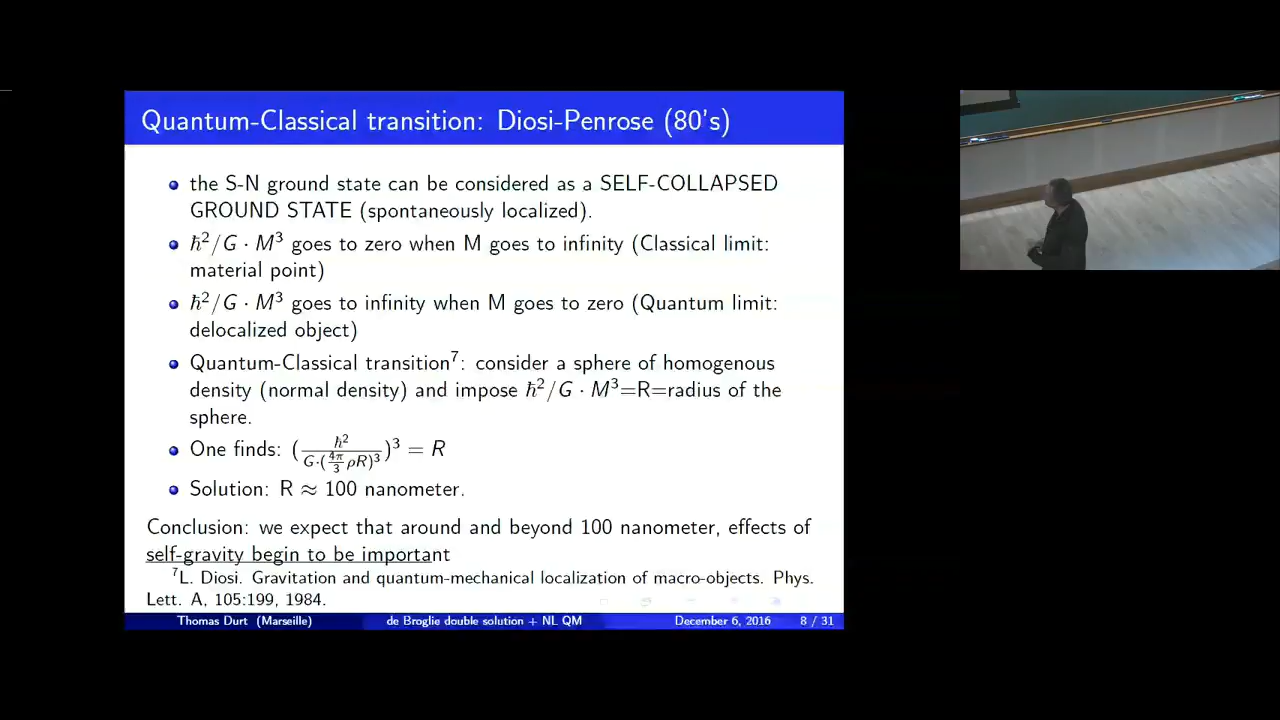 Quantum-Classical transition: Diosi-Penrose (80's)
the S-N ground state can be considered as a SELF-COLLAPSED
GROUND STATE (spontaneously localized).
ℏ²/G · M³ goes to zero when M goes to infinity (Classical limit:
material point)
ℏ²/G · M³ goes to infinity when M goes to zero (Quantum limit:
delocalized object)
Quantum-Classical transition⁷: consider a sphere of homogenous
density (normal density) and impose ℏ²/G · M³=R=radius of the
sphere.
One finds: (ℏ²/G·(4π/3 ρR)³)³ = R
Solution: R ≈ 100 nanometer.
Conclusion: we expect that around and beyond 100 nanometer, effects of
self-gravity begin to be important
⁷L. Diosi. Gravitation and quantum-mechanical localization of macro-objects. Phys.
Lett. A, 105:199, 1984.
Thomas Durt (Marseille) de Broglie double solution + NL QM December 6, 2016 8 / 31